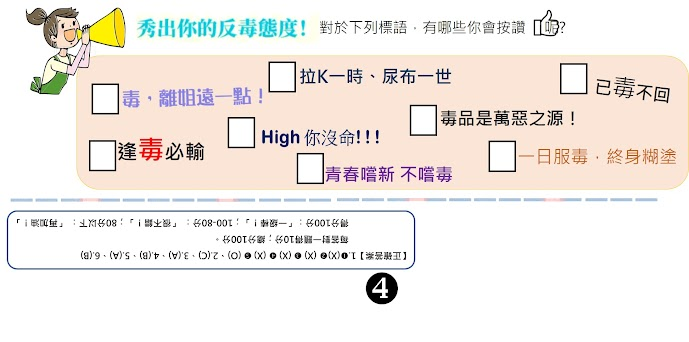 秀出你的反毒態度! 對於下列標語，有哪些你會按讚 呢?
拉K一時、尿布一世
毒，離姐遠一點！
已毒不回
毒品是萬惡之源！
High 你沒命!!!
逢毒必輸
一日服毒，終身糊塗
青春嚐新 不嚐毒
【正確答案】1.❶(X) ❷ (X) ❸ (X) ❹ (X) ❺ (O)、2.(C)、3.(A)、4.(B)、5.(A)、6.(B)
每答對一題得10分；總分100分。
得分100分：「一級棒！」；100-80分：「很不錯！」；80分以下：「再加油！」
❹